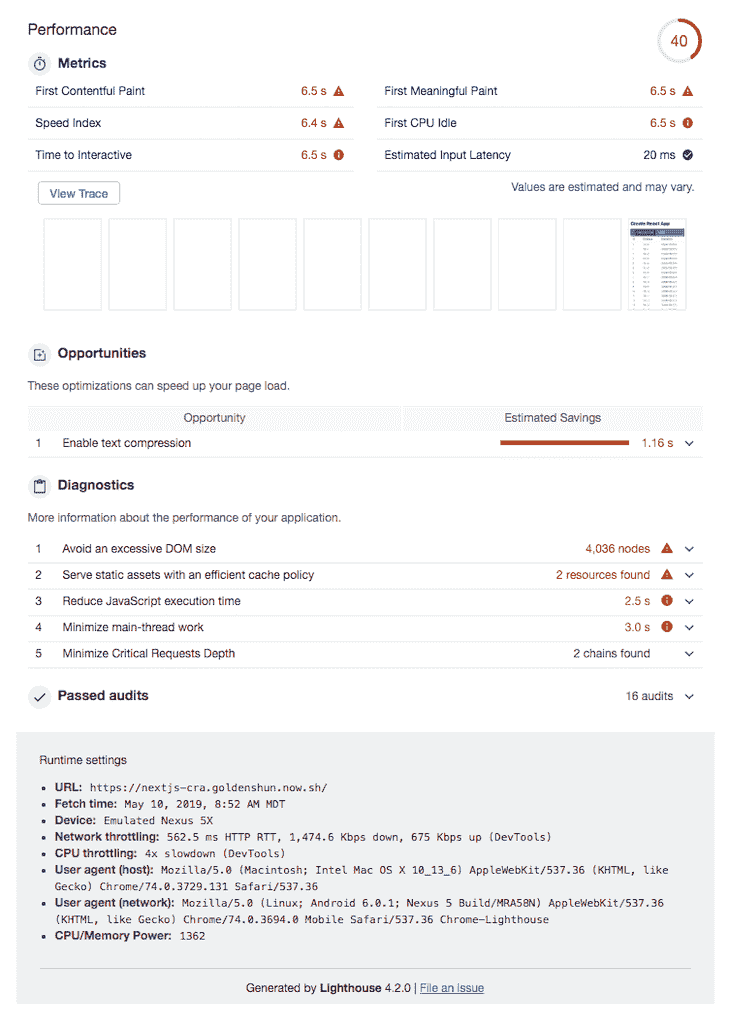 Performance
40
Metrics
First Contentful Paint 6.5 s
First Meaningful Paint 6.5 s
Speed Index 6.4 s
First CPU Idle 6.5 s
Time to Interactive 6.5 s
Estimated Input Latency 20 ms
View Trace
Values are estimated and may vary.
Create React App
Opportunities
These optimizations can speed up your page load.
Opportunity Estimated Savings
1 Enable text compression 1.16 s
Diagnostics
More information about the performance of your application.
1 Avoid an excessive DOM size 4,036 nodes
2 Serve static assets with an efficient cache policy 2 resources found
3 Reduce JavaScript execution time 2.5 s
4 Minimize main-thread work 3.0 s
5 Minimize Critical Requests Depth 2 chains found
Passed audits 16 audits
Runtime settings
• URL: https://nextjs-cra.goldenshun.now.sh/
• Fetch time: May 10, 2019, 8:52 AM MDT
• Device: Emulated Nexus 5X
• Network throttling: 562.5 ms HTTP RTT, 1,474.6 Kbps down, 675 Kbps up (DevTools)
• CPU throttling: 4x slowdown (DevTools)
• User agent (host): Mozilla/5.0 (Macintosh; Intel Mac OS X 10_13_6) AppleWebKit/537.36 (KHTML, like
Gecko) Chrome/74.0.3729.131 Safari/537.36
• User agent (network): Mozilla/5.0 (Linux; Android 6.0.1; Nexus 5 Build/MRA58N) AppleWebKit/537.36
(KHTML, like Gecko) Chrome/74.0.3694.0 Mobile Safari/537.36 Chrome-Lighthouse
• CPU/Memory Power: 1362
Generated by Lighthouse 4.2.0 | File an issue